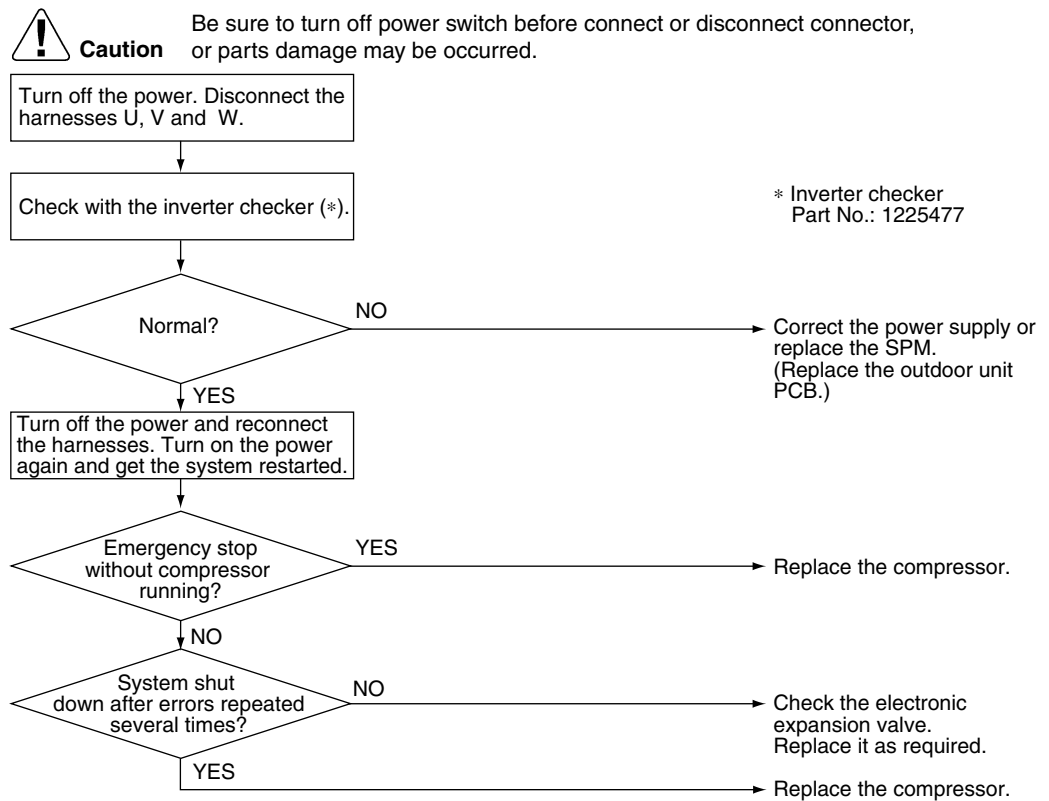 Be sure to turn off power switch before connect or disconnect connector,
Caution or parts damage may be occurred.
Turn off the power. Disconnect the
harnesses U, V and W.
Check with the inverter checker (*).
* Inverter checker
Part No.: 1225477
Normal?
NO
Correct the power supply or
replace the SPM.
(Replace the outdoor unit
PCB.)
YES
Turn off the power and reconnect
the harnesses. Turn on the power
again and get the system restarted.
Emergency stop
without compressor
running?
YES
Replace the compressor.
NO
System shut
down after errors repeated
several times?
NO
Check the electronic
expansion valve.
Replace it as required.
YES
Replace the compressor.